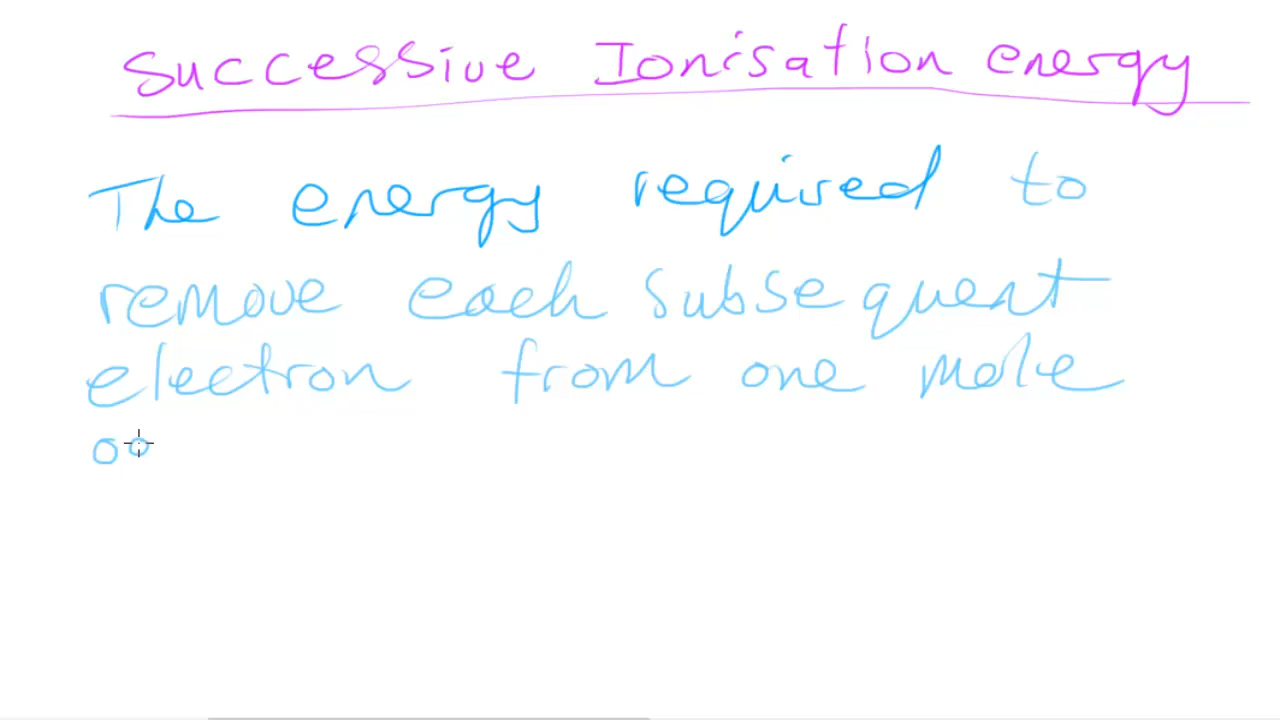 Successive Ionisation energy
The energy required to
remove each subsequent
electron from one mole